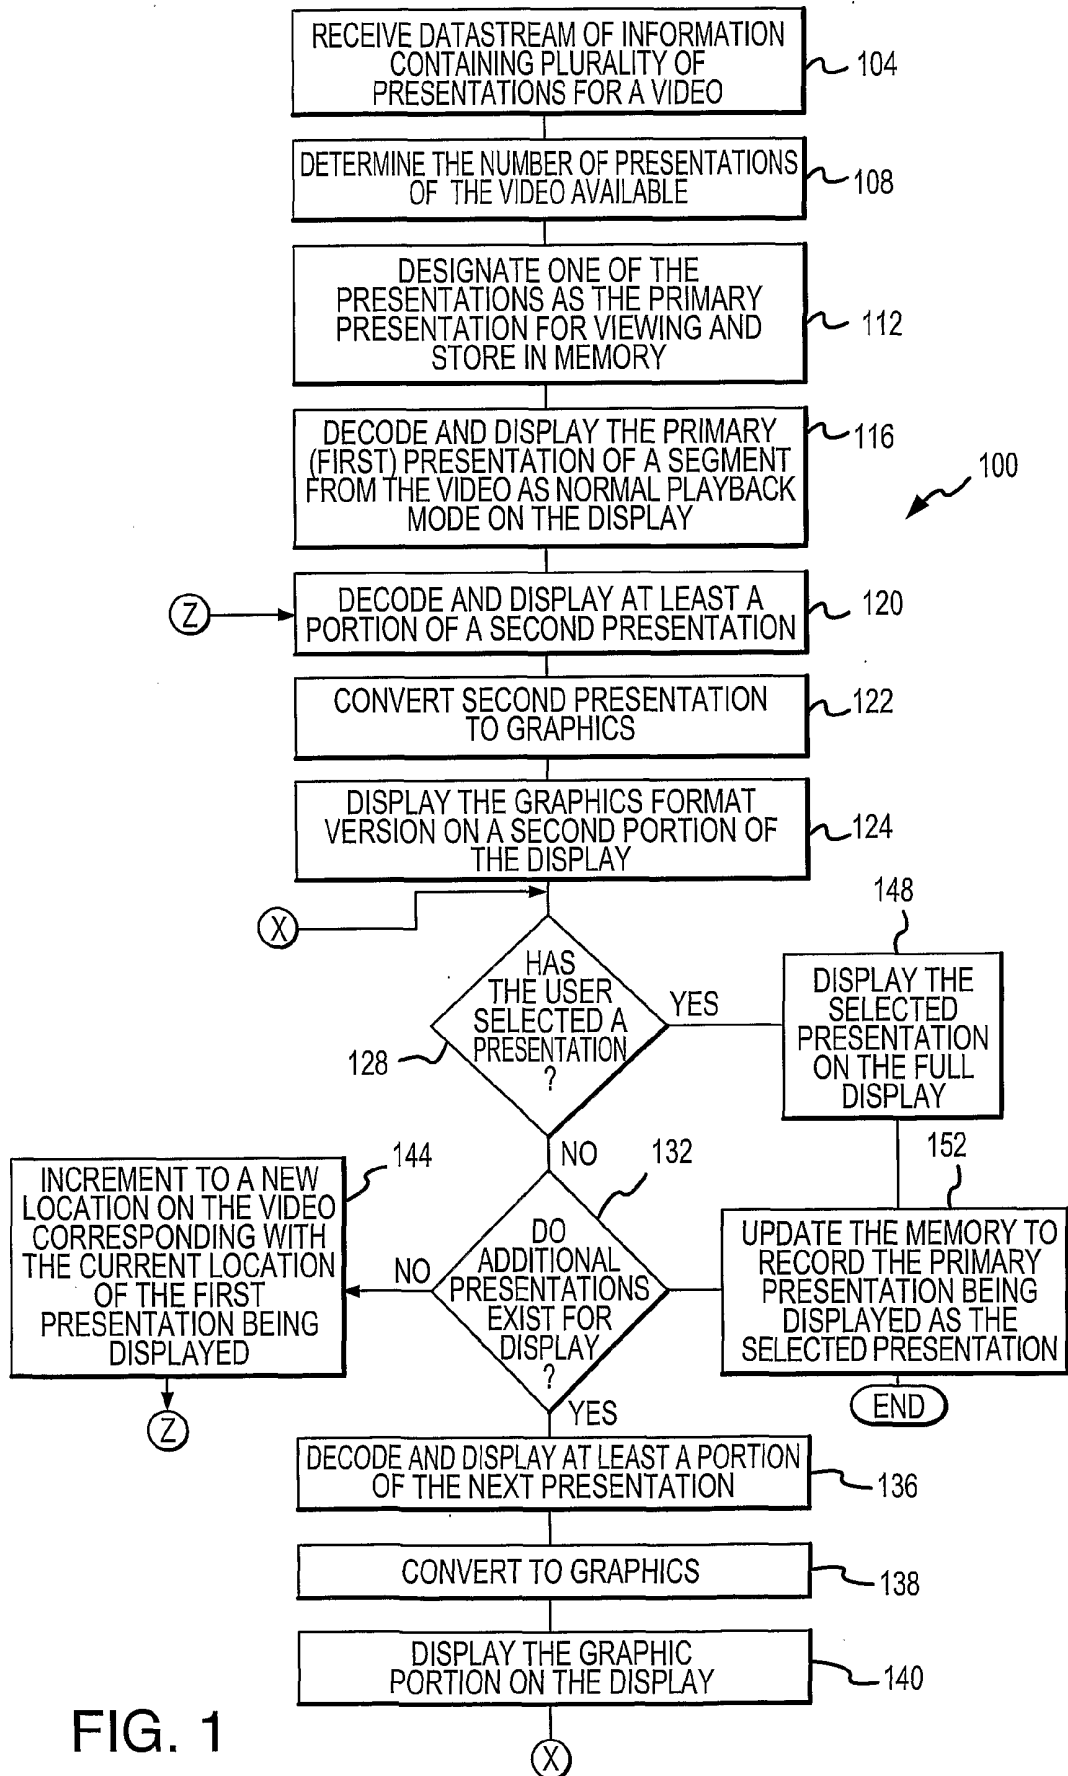 RECEIVE DATASTREAM OF INFORMATION
CONTAINING PLURALITY OF
PRESENTATIONS FOR A VIDEO
104
DETERMINE THE NUMBER OF PRESENTATIONS
OF THE VIDEO AVAILABLE
108
DESIGNATE ONE OF THE
PRESENTATIONS AS THE PRIMARY
PRESENTATION FOR VIEWING AND
STORE IN MEMORY
112
DECODE AND DISPLAY THE PRIMARY
(FIRST) PRESENTATION OF A SEGMENT
FROM THE VIDEO AS NORMAL PLAYBACK
MODE ON THE DISPLAY
116
100
Z
DECODE AND DISPLAY AT LEAST A
PORTION OF A SECOND PRESENTATION
120
CONVERT SECOND PRESENTATION
TO GRAPHICS
122
DISPLAY THE GRAPHICS FORMAT
VERSION ON A SECOND PORTION OF
THE DISPLAY
124
X
HAS
THE USER
SELECTED A
PRESENTATION
?
128
YES
NO
148
DISPLAY THE
SELECTED
PRESENTATION
ON THE FULL
DISPLAY
152
UPDATE THE MEMORY TO
RECORD THE PRIMARY
PRESENTATION BEING
DISPLAYED AS THE
SELECTED PRESENTATION
END
132
DO
ADDITIONAL
PRESENTATIONS
EXIST FOR
DISPLAY
?
NO
YES
144
INCREMENT TO A NEW
LOCATION ON THE VIDEO
CORRESPONDING WITH
THE CURRENT LOCATION
OF THE FIRST
PRESENTATION BEING
DISPLAYED
Z
DECODE AND DISPLAY AT LEAST A PORTION
OF THE NEXT PRESENTATION
136
CONVERT TO GRAPHICS
138
DISPLAY THE GRAPHIC
PORTION ON THE DISPLAY
140
X
FIG. 1